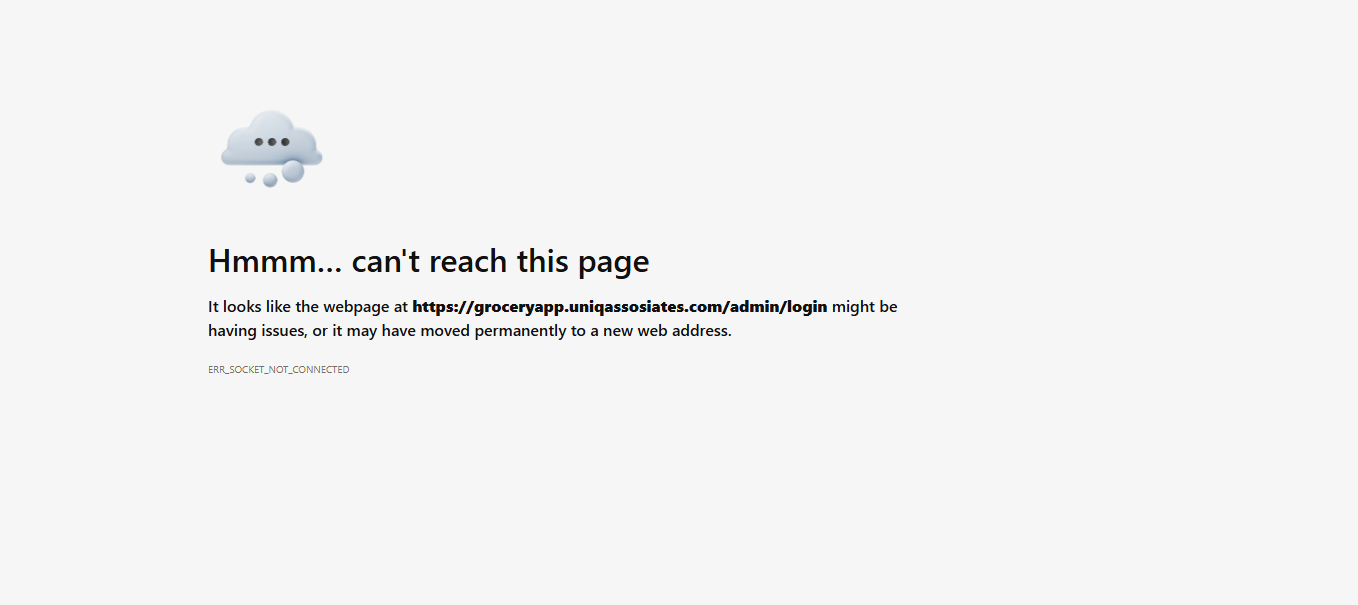 Hmmm... can't reach this page
It looks like the webpage at https://groceryapp.uniqassosiates.com/admin/login might be
having issues, or it may have moved permanently to a new web address.
ERR_SOCKET_NOT_CONNECTED